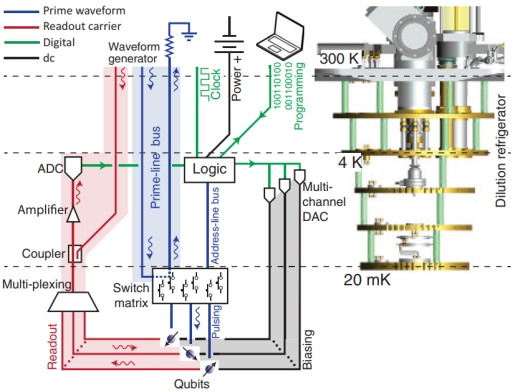 Prime waveform
Readout carrier
Digital
dc
Waveform
generator
Clock
Power +
100110100
001100010
Programming
300 K
Dilution refrigerator
Prime-line bus
ADC
Logic
4 K
Multi-
channel
DAC
Amplifier
Address-line bus
Coupler
Multi-plexing
Switch
matrix
20 mK
Pulsing
Readout
Biasing
Qubits